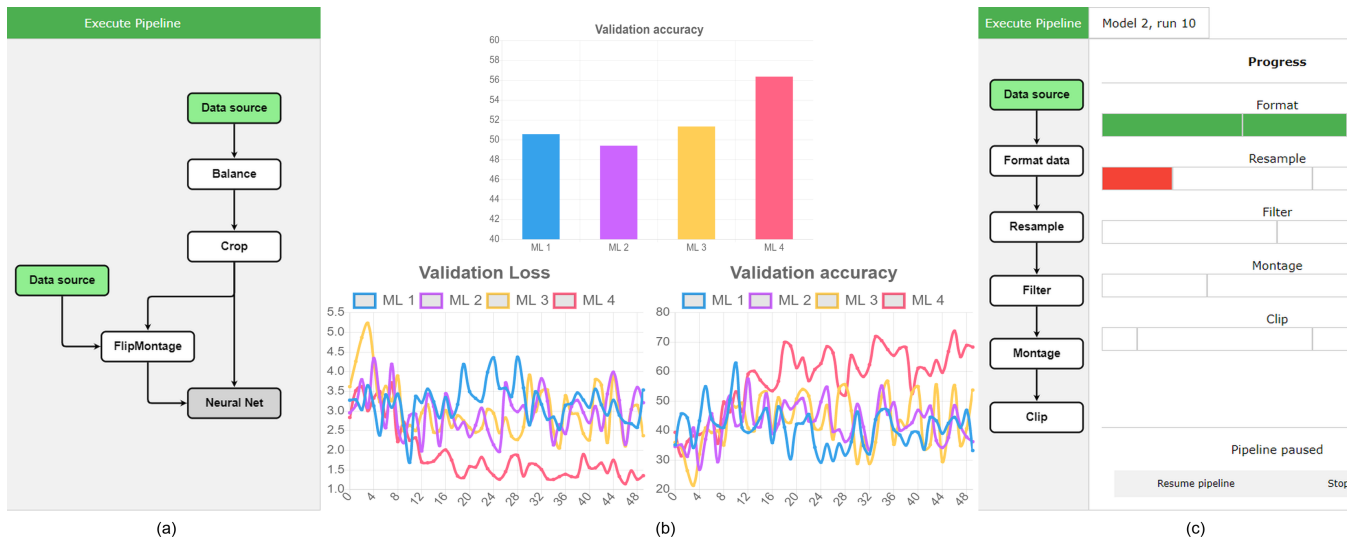 Execute Pipeline
Data source
Balance
Crop
Data source
FlipMontage
Neural Net
(a)
Validation accuracy
60
58
56
54
52
50
48
46
44
42
40
ML 1 ML 2 ML 3 ML 4
Validation Loss
ML 1 ML 2 ML 3 ML 4
5.5
5.0
4.5
4.0
3.5
3.0
2.5
2.0
1.5
1.0
0 4 8 12 16 20 24 28 32 36 40 44 48
Validation accuracy
ML 1 ML 2 ML 3 ML 4
80
70
60
50
40
30
20
0 4 8 12 16 20 24 28 32 36 40 44 48
(b)
Execute Pipeline Model 2, run 10
Data source
Format data
Resample
Filter
Montage
Clip
Progress
Format
Resample
Filter
Montage
Clip
Pipeline paused
Resume pipeline Stop
(c)